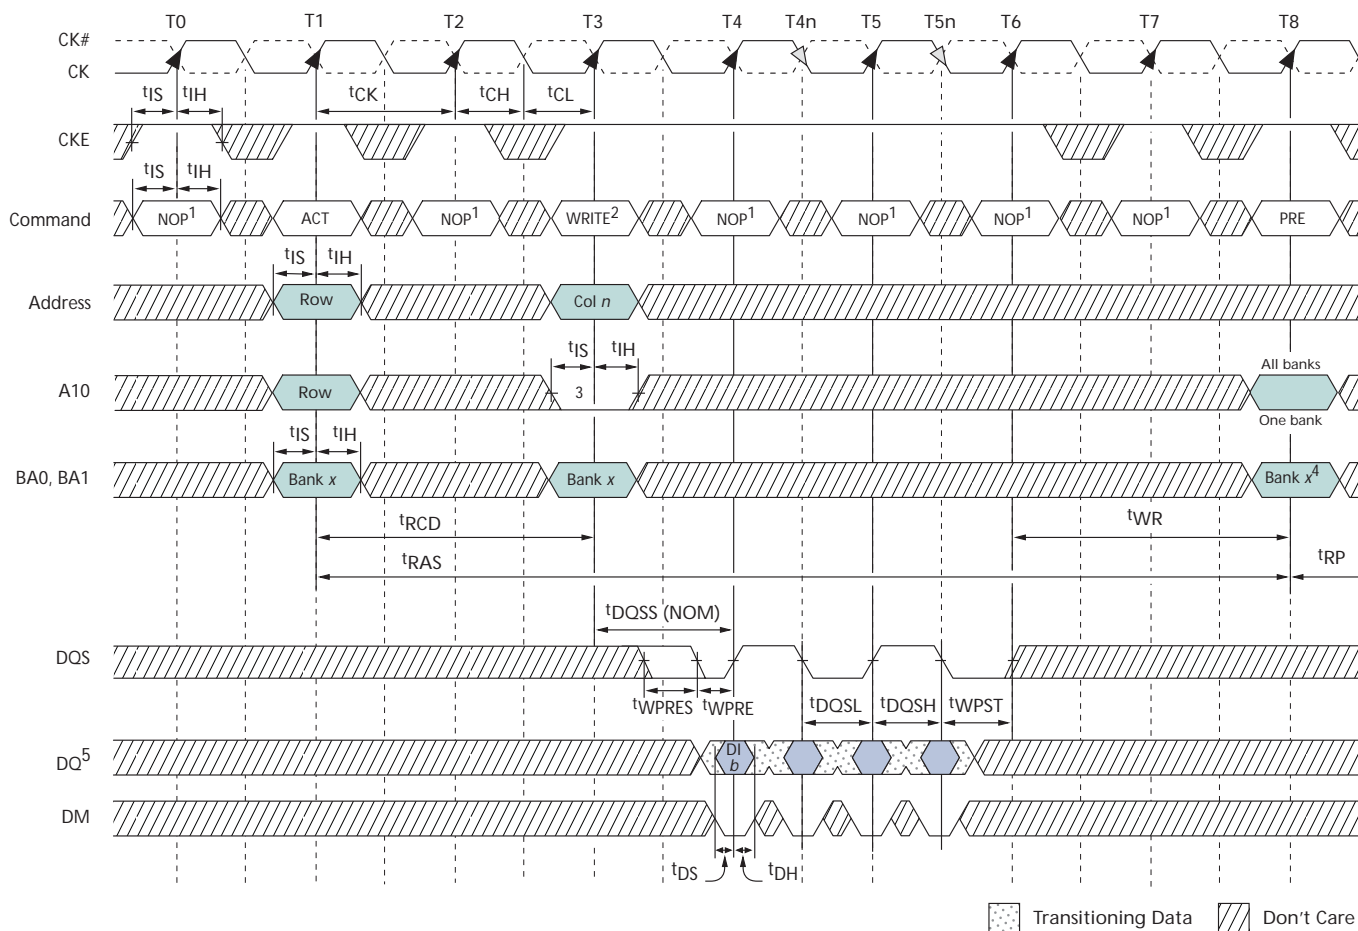 T0 T1 T2 T3 T4 T4n T5 T5n T6 T7 T8
CK#
CK
tIS tIH tCK tCH tCL
CKE
tIS tIH
Command NOP1 ACT NOP1 WRITE2 NOP1 NOP1 NOP1 NOP1 PRE
tIS tIH
Address Row Col n
tIS tIH All banks
A10 Row 3
One bank
tIS tIH
BA0, BA1 Bank x Bank x Bank x4
tRCD tWR
tRAS tRP
tDQSS (NOM)
DQS
tWPRES tWPRE tDQSL tDQSH tWPST
DQ5 DI
b
DM
tDS tDH
Transitioning Data Don't Care